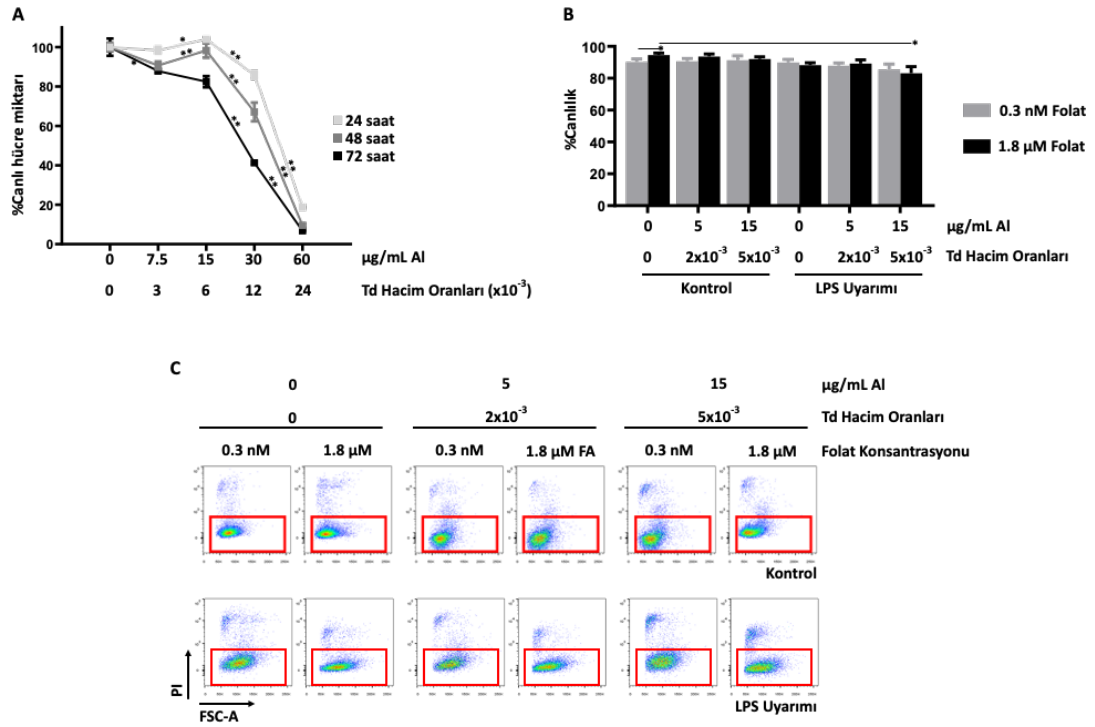 A
%Canlı hücre miktarı
100
80
60
40
20
0
24 saat
48 saat
72 saat
0 7.5 15 30 60 µg/mL Al
0 3 6 12 24 Td Hacim Oranları (x10⁻³)
B
%Canlılık
100
80
60
40
20
0
0.3 nM Folat
1.8 µM Folat
0 5 15 0 5 15 µg/mL Al
0 2x10⁻³ 5x10⁻³ 0 2x10⁻³ 5x10⁻³ Td Hacim Oranları
Kontrol LPS Uyarımı
C
0 5 15 µg/mL Al
0 2x10⁻³ 5x10⁻³ Td Hacim Oranları
0.3 nM 1.8 µM 0.3 nM 1.8 µM FA 0.3 nM 1.8 µM Folat Konsantrasyonu
Kontrol
PI
FSC-A
LPS Uyarımı